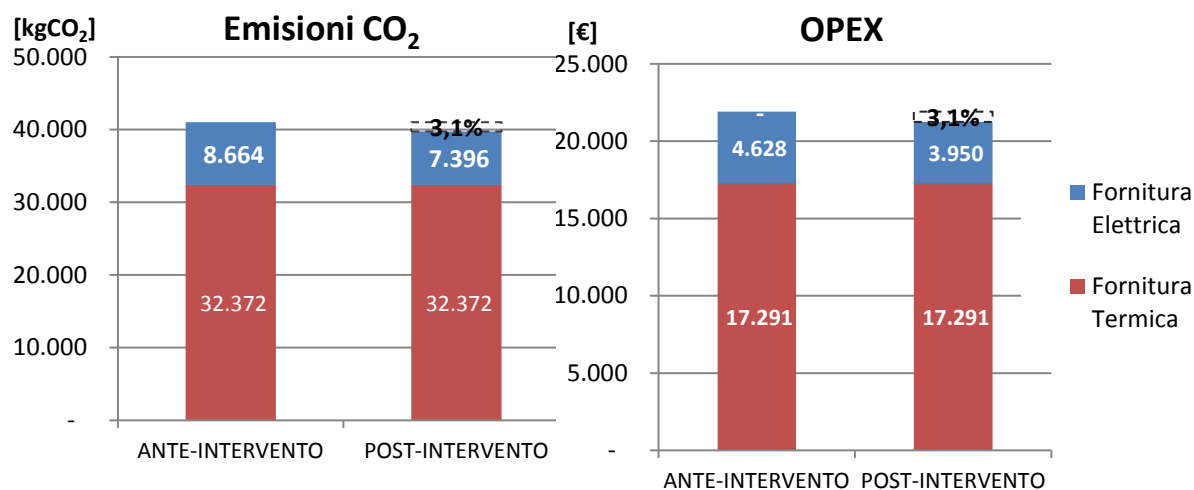 [kgCO2]
Emisioni CO2
50.000
40.000
30.000
20.000
10.000
-
3,1%
8.664
7.396
32.372
32.372
ANTE-INTERVENTO
POST-INTERVENTO
[€]
OPEX
25.000
20.000
15.000
10.000
5.000
-
-
3,1%
4.628
3.950
17.291
17.291
ANTE-INTERVENTO
POST-INTERVENTO
Fornitura
Elettrica
Fornitura
Termica